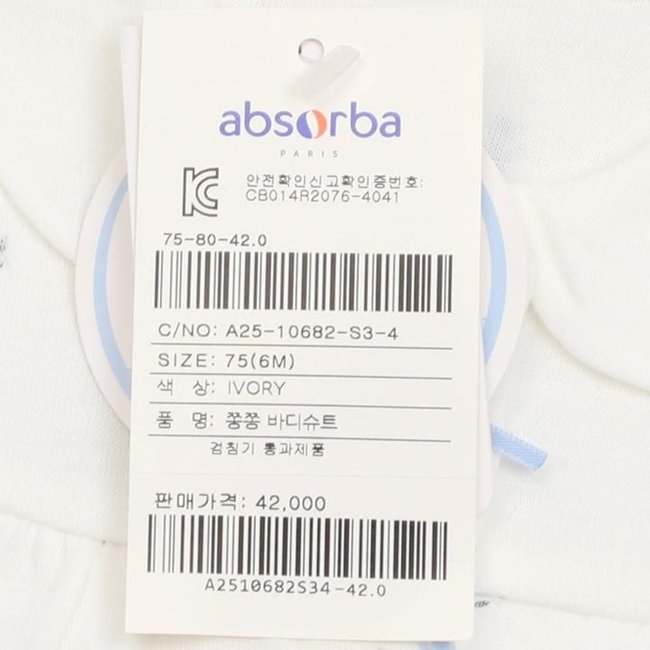 absorba
PARIS
안전확인신고확인증번호:
CB014R2076-4041
75-80-42.0
C/NO: A25-10682-S3-4
SIZE: 75(6M)
색 상: IVORY
품 명: 쫑쫑 바디슈트
검침기 통과제품
판매가격: 42,000
A2510682S34-42.0